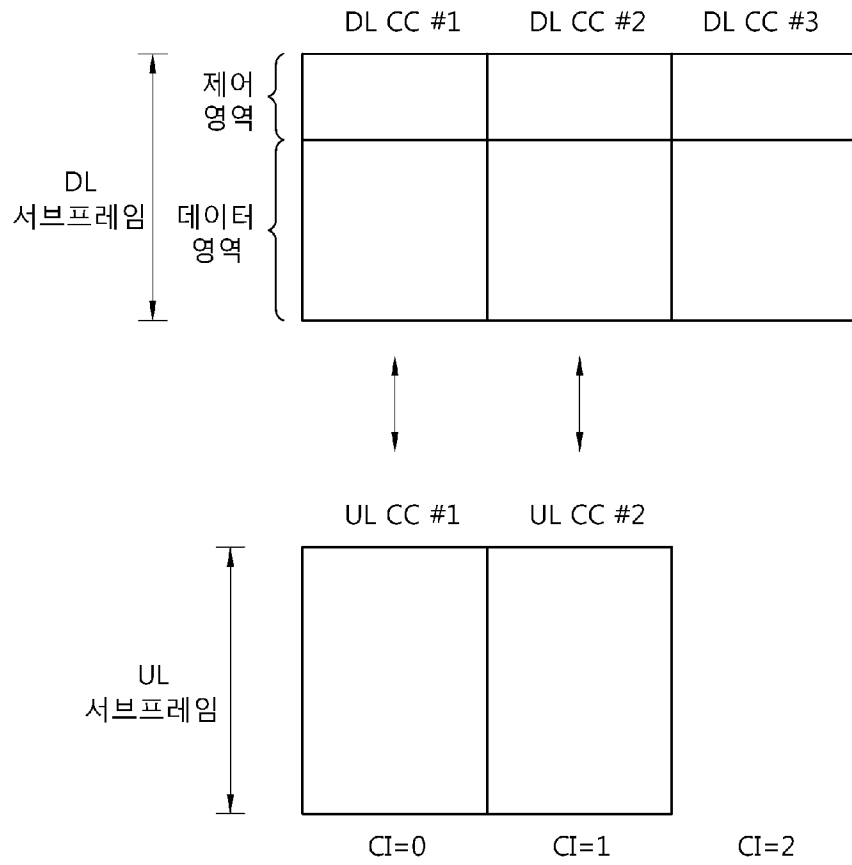 DL CC #1 DL CC #2 DL CC #3
제어
영역
DL
서브프레임
데이터
영역
UL CC #1 UL CC #2
UL
서브프레임
CI=0 CI=1 CI=2